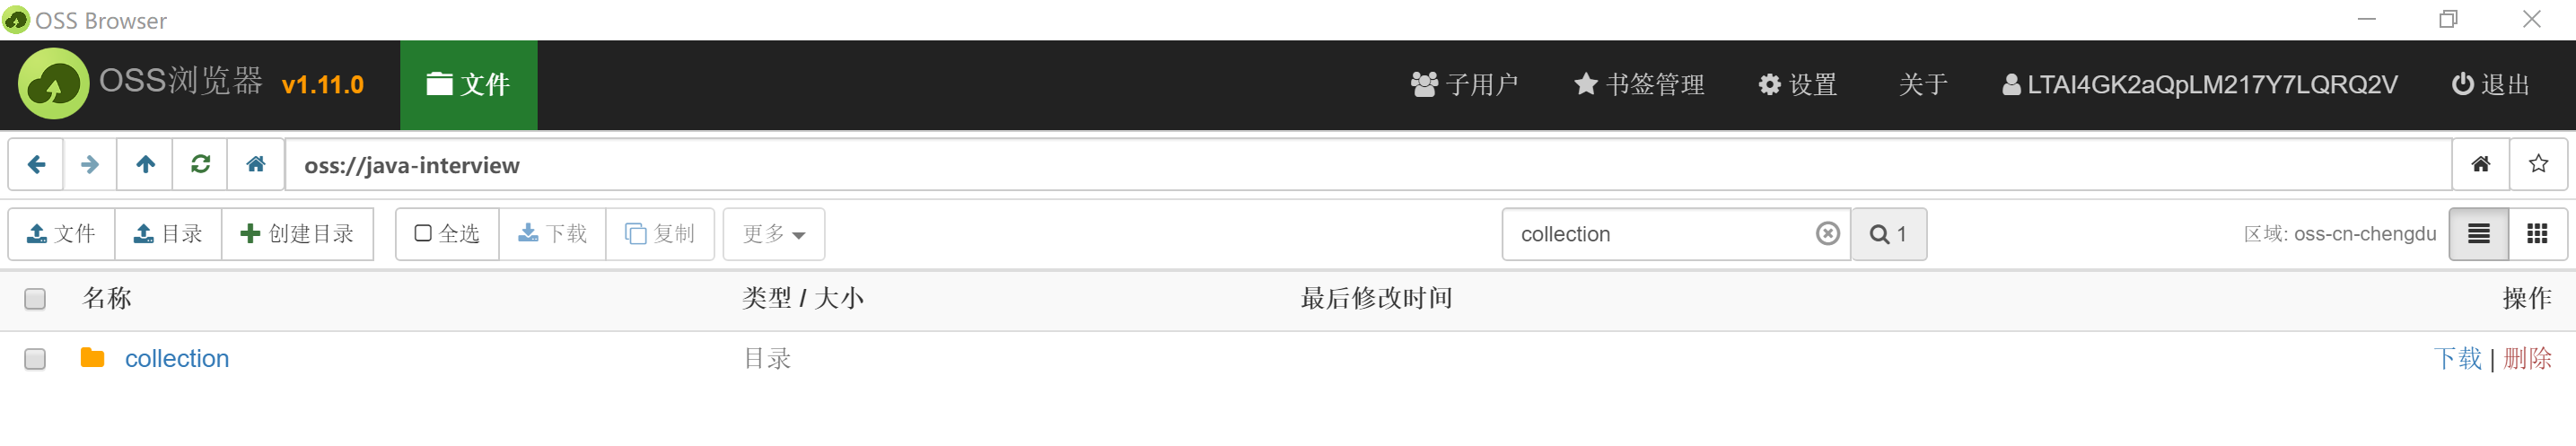 OSS Browser
OSS浏览器 v1.11.0 文件 子用户 书签管理 设置 关于 LTAI4GK2aQpLM217Y7LQRQ2V 退出
oss://java-interview
文件 目录 创建目录 全选 下载 复制 更多 collection 1 区域: oss-cn-chengdu
名称 类型 / 大小 最后修改时间 操作
collection 目录 下载 | 删除